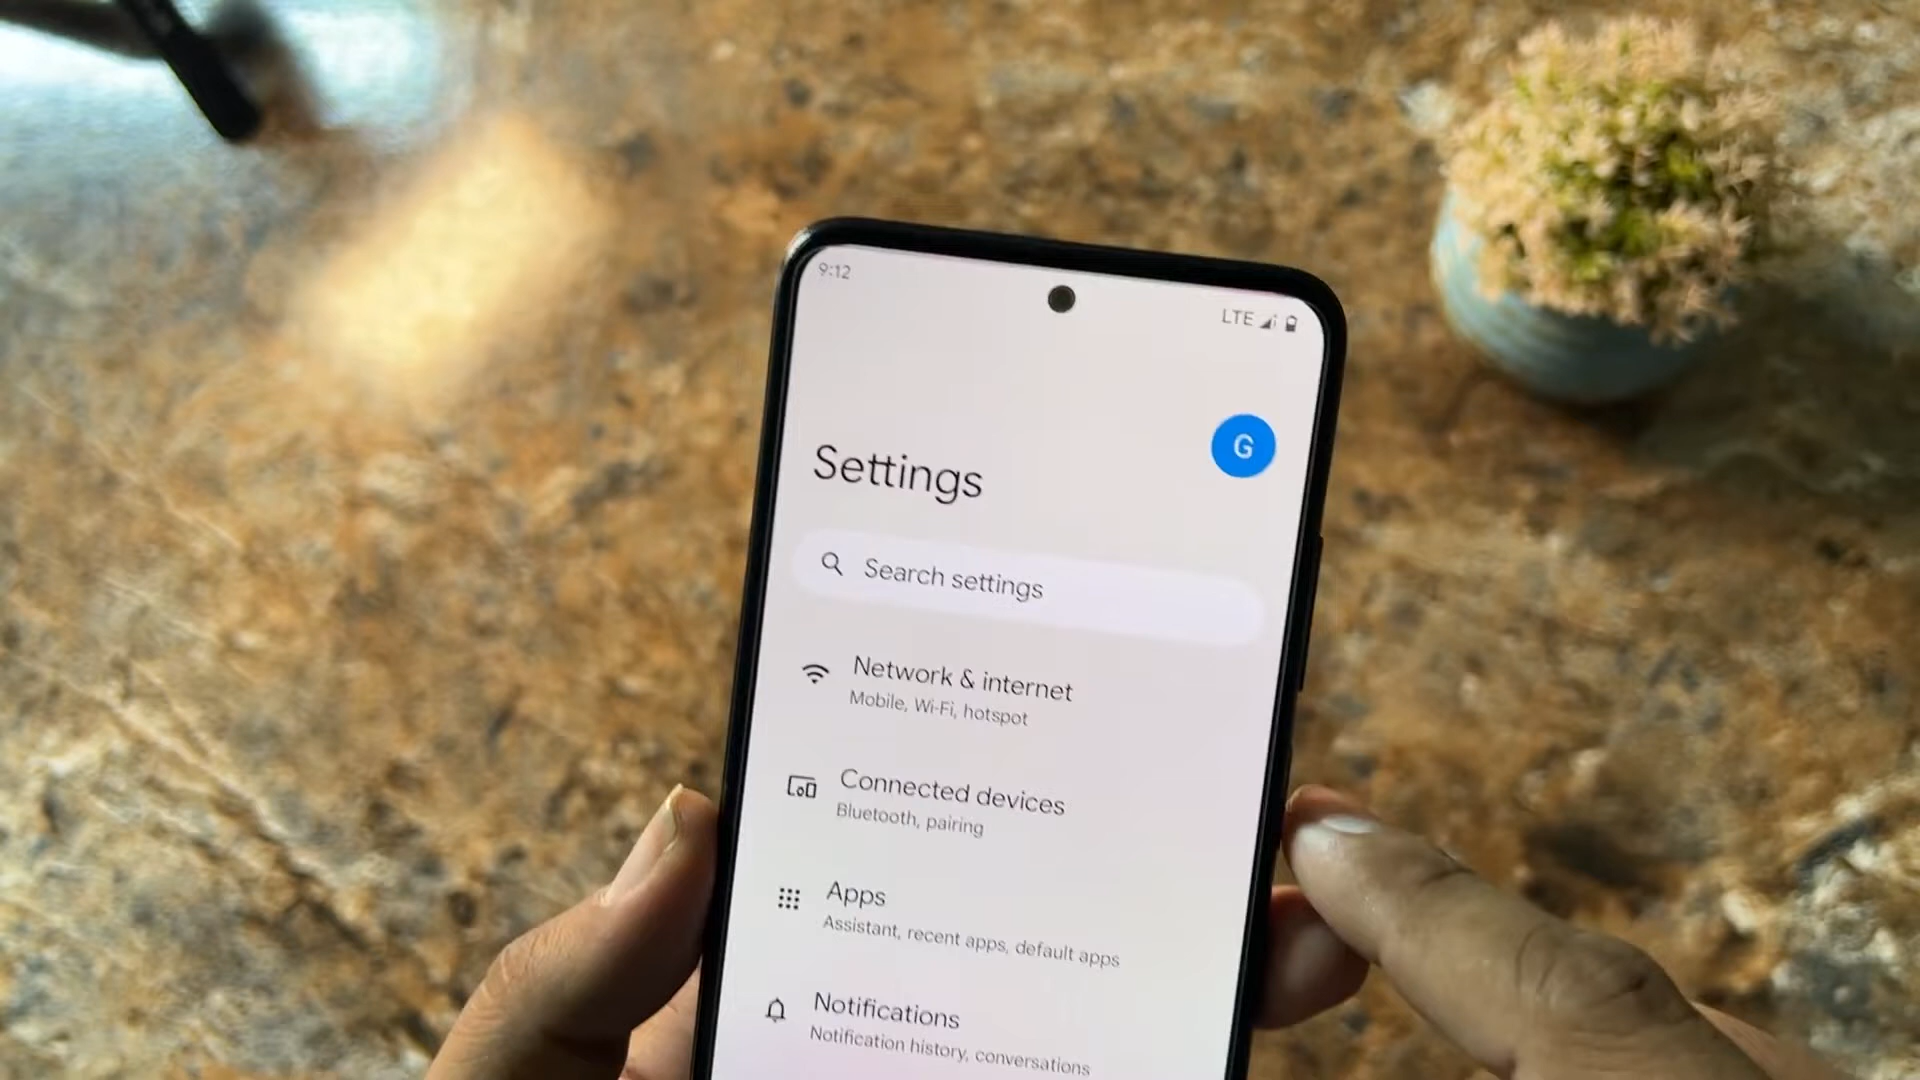 9:12
LTE
G
Settings
Search settings
Network & internet
Mobile, Wi-Fi, hotspot
Connected devices
Bluetooth, pairing
Apps
Assistant, recent apps, default apps
Notifications
Notification history, conversations